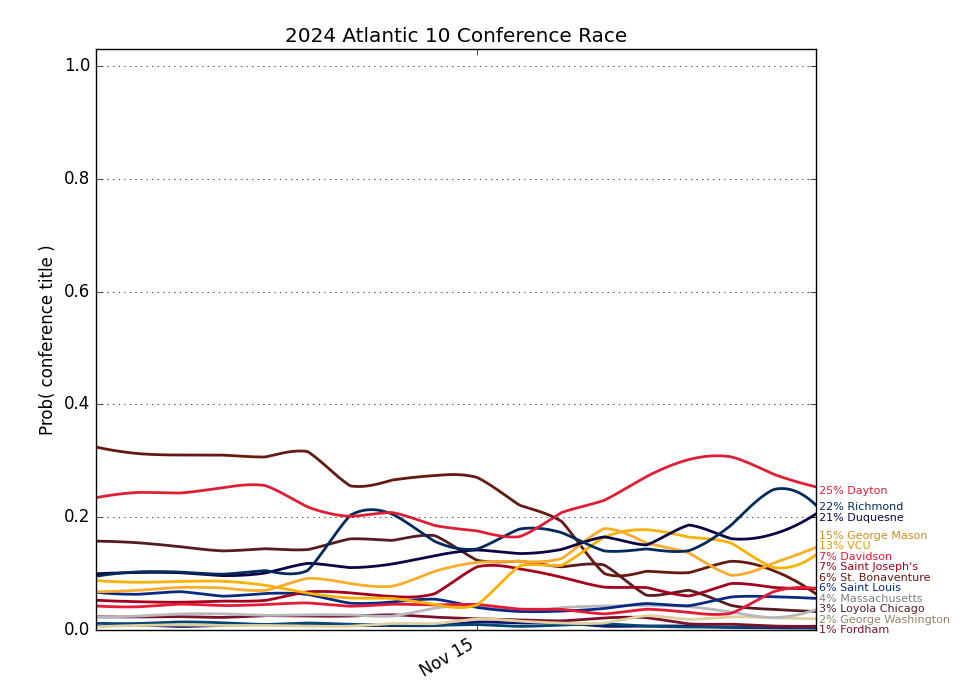 2024 Atlantic 10 Conference Race
Prob( conference title )
1.0
0.8
0.6
0.4
0.2
0.0
Nov 15
25% Dayton
22% Richmond
21% Duquesne
15% George Mason
13% VCU
7% Davidson
7% Saint Joseph's
6% St. Bonaventure
6% Saint Louis
4% Massachusetts
3% Loyola Chicago
2% George Washington
1% Fordham